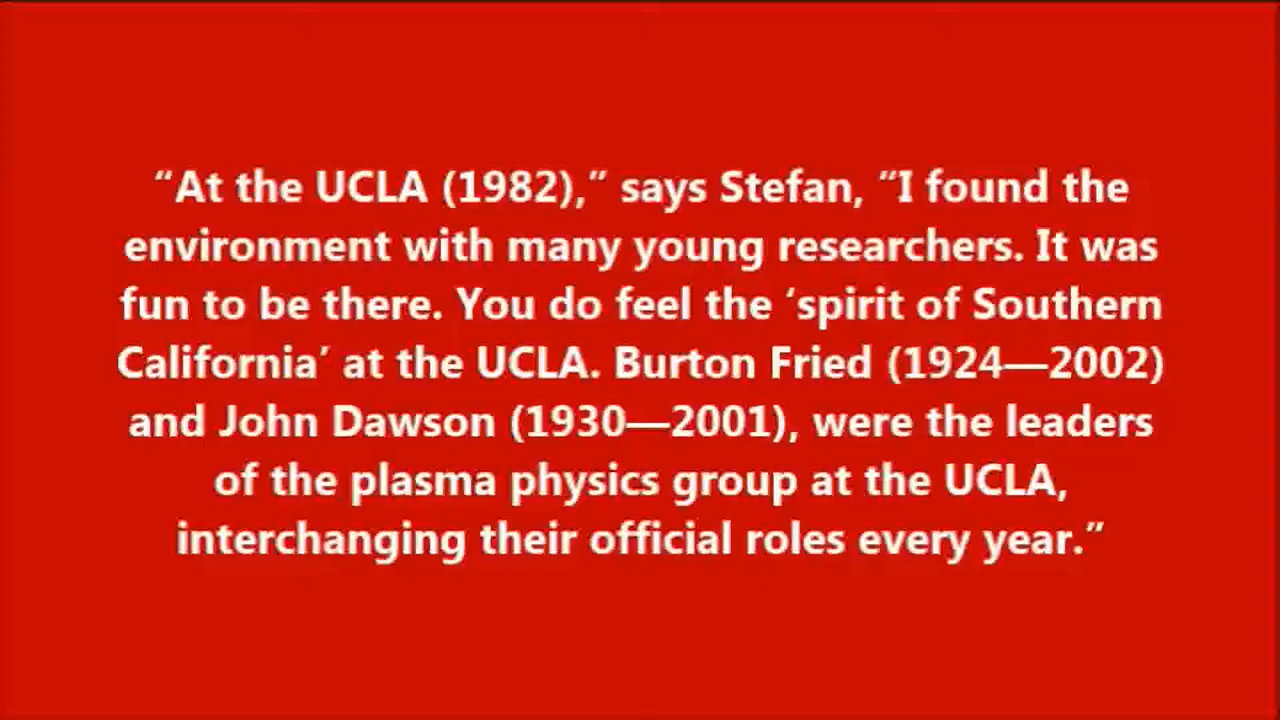 “At the UCLA (1982),” says Stefan, “I found the
environment with many young researchers. It was
fun to be there. You do feel the ‘spirit of Southern
California’ at the UCLA. Burton Fried (1924—2002)
and John Dawson (1930—2001), were the leaders
of the plasma physics group at the UCLA,
interchanging their official roles every year.”